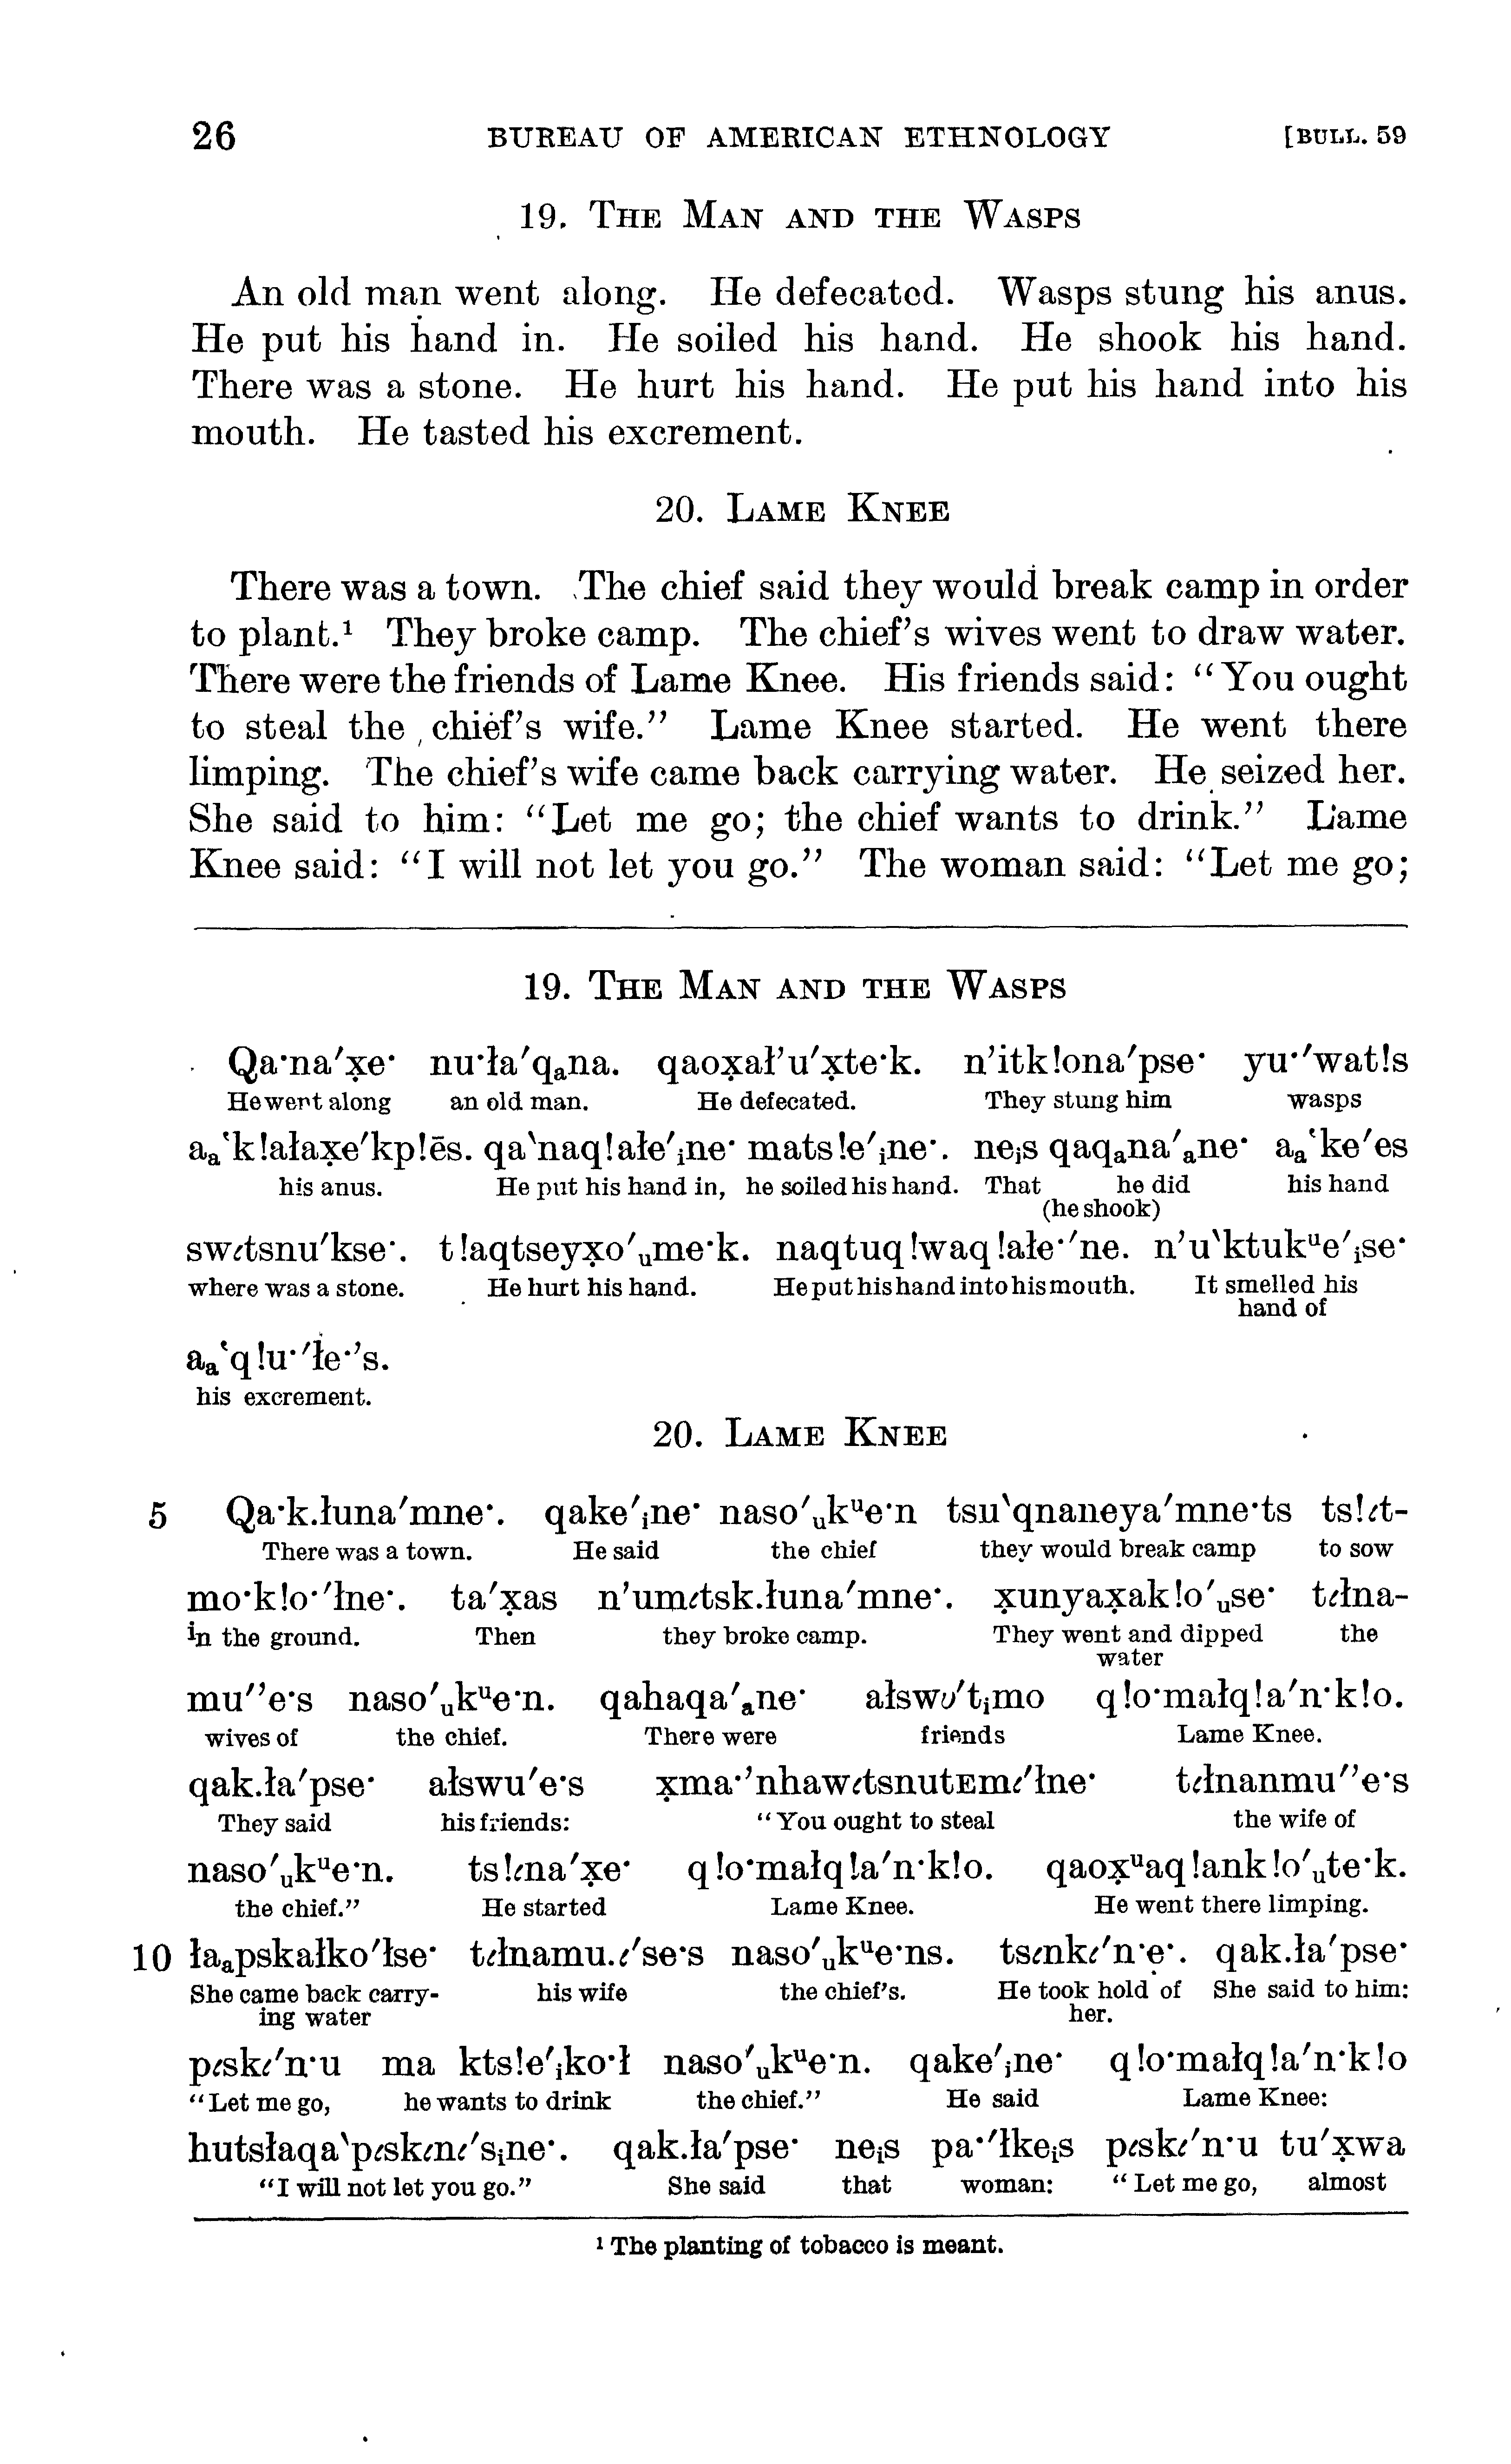 26 BUREAU OF AMERICAN ETHNOLOGY [BULL. 59
19. THE MAN AND THE WASPS
An old man went along. He defecated. Wasps stung his anus.
He put his hand in. He soiled his hand. He shook his hand.
There was a stone. He hurt his hand. He put his hand into his
mouth. He tasted his excrement.
20. LAME KNEE
There was a town. The chief said they would break camp in order
to plant.¹ They broke camp. The chief’s wives went to draw water.
There were the friends of Lame Knee. His friends said: “You ought
to steal the chief’s wife.” Lame Knee started. He went there
limping. The chief’s wife came back carrying water. He seized her.
She said to him: “Let me go; the chief wants to drink.” Lame
Knee said: “I will not let you go.” The woman said: “Let me go;
19. THE MAN AND THE WASPS
Qa·na′x̣e· nu·ła′qₐna. qaox̣ał’u′x̣te·k. n’itk!ona′pse· yu·′wat!s
He went along an old man. He defecated. They stung him wasps
aₐ‛k!ałax̣e′kp!ēs. qa‵naq!ałe′ᵢne· mats!e′ᵢne·. neᵢs qaqₐna′ₐne· aₐ‛ke′es
his anus. He put his hand in, he soiled his hand. That he did his hand
(he shook)
swɩtsnu′kse·. t!aqtseyx̣o′ᵤme·k. naqtuq!waq!ałe·′ne. n’u‵ktukᵘe′ᵢse·
where was a stone. He hurt his hand. He put his hand into his mouth. It smelled his
hand of
aₐ‛q!u·′łe·’s.
his excrement.
20. LAME KNEE
5 Qa·k.łuna′mne·. qake′ᵢne· naso′ᵤkᵘe·n tsu‵qnaneya′mne·ts ts!ɩt-
There was a town. He said the chief they would break camp to sow
mo·k!o·′łne·. ta′x̣as n’umɩtsk.łuna′mne·. x̣unyax̣ak!o′ᵤse· tɩłna-
in the ground. Then they broke camp. They went and dipped the
water
mu′’e·s naso′ᵤkᵘe·n. qahaqa′ₐne· ałswu′tᵢmo q!o·małq!a′n·k!o.
wives of the chief. There were friends Lame Knee.
qak.ła′pse· ałswu′e·s x̣ma·’nhawɩtsnutEmɩ′łne· tɩłnanmu′’e·s
They said his friends: “You ought to steal the wife of
naso′ᵤkᵘe·n. ts!ɩna′x̣e· q!o·małq!a′n·k!o. qaox̣ᵘaq!ank!o′ᵤte·k.
the chief.” He started Lame Knee. He went there limping.
10 łaₐpskałko′łse· tɩłnamu.ɩ′se·s naso′ᵤkᵘe·ns. tsɩnkɩ′n·e·. qak.ła′pse·
She came back carry- his wife the chief’s. He took hold of She said to him:
ing water her.
pɩskɩ′n·u ma kts!e′ᵢko·ł naso′ᵤkᵘe·n. qake′ᵢne· q!o·małq!a′n·k!o
“Let me go, he wants to drink the chief.” He said Lame Knee:
hutsłaqa‵pɩskɩnɩ′sᵢne·. qak.ła′pse· neᵢs pa·′łkeᵢs pɩskɩ′n·u tu′x̣wa
“I will not let you go.” She said that woman: “Let me go, almost
¹ The planting of tobacco is meant.